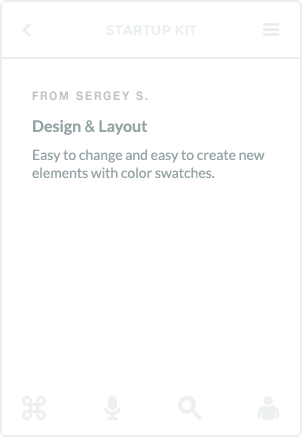 STARTUP KIT
FROM SERGEY S.
Design & Layout
Easy to change and easy to create new
elements with color swatches.